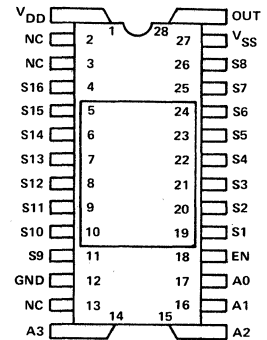 VDD 1 28 OUT
NC 2 27 VSS
NC 3 26 S8
S16 4 25 S7
S15 5 24 S6
S14 6 23 S5
S13 7 22 S4
S12 8 21 S3
S11 9 20 S2
S10 10 19 S1
S9 11 18 EN
GND 12 17 A0
NC 13 16 A1
A3 14 15 A2